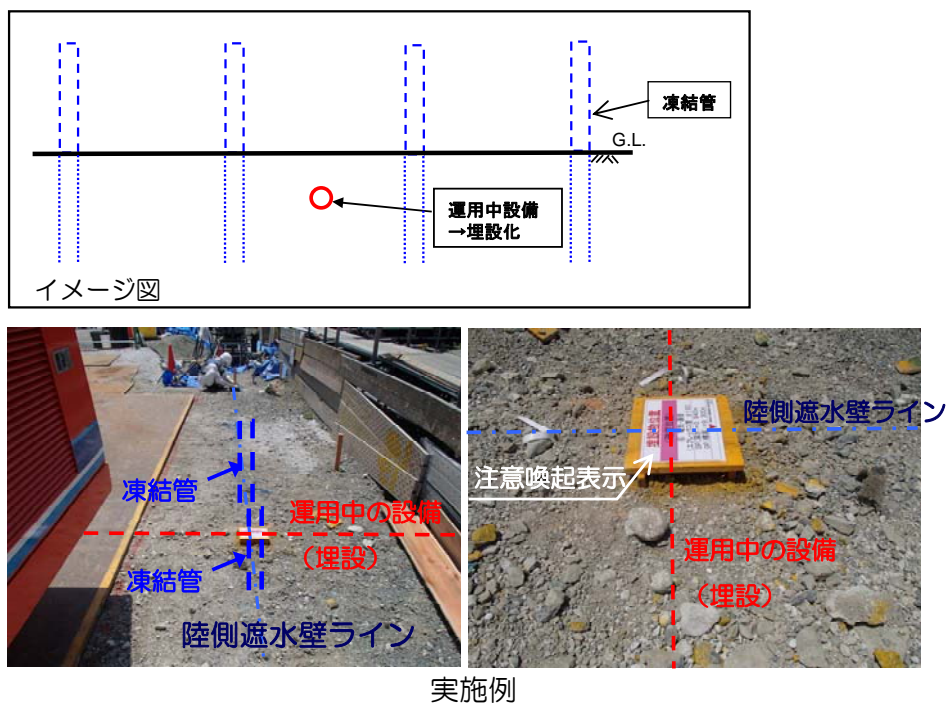 凍結管
G.L.
運用中設備
→埋設化
イメージ図
凍結管
運用中の設備
（埋設）
凍結管
陸側遮水壁ライン
陸側遮水壁ライン
注意喚起表示
運用中の設備
（埋設）
実施例